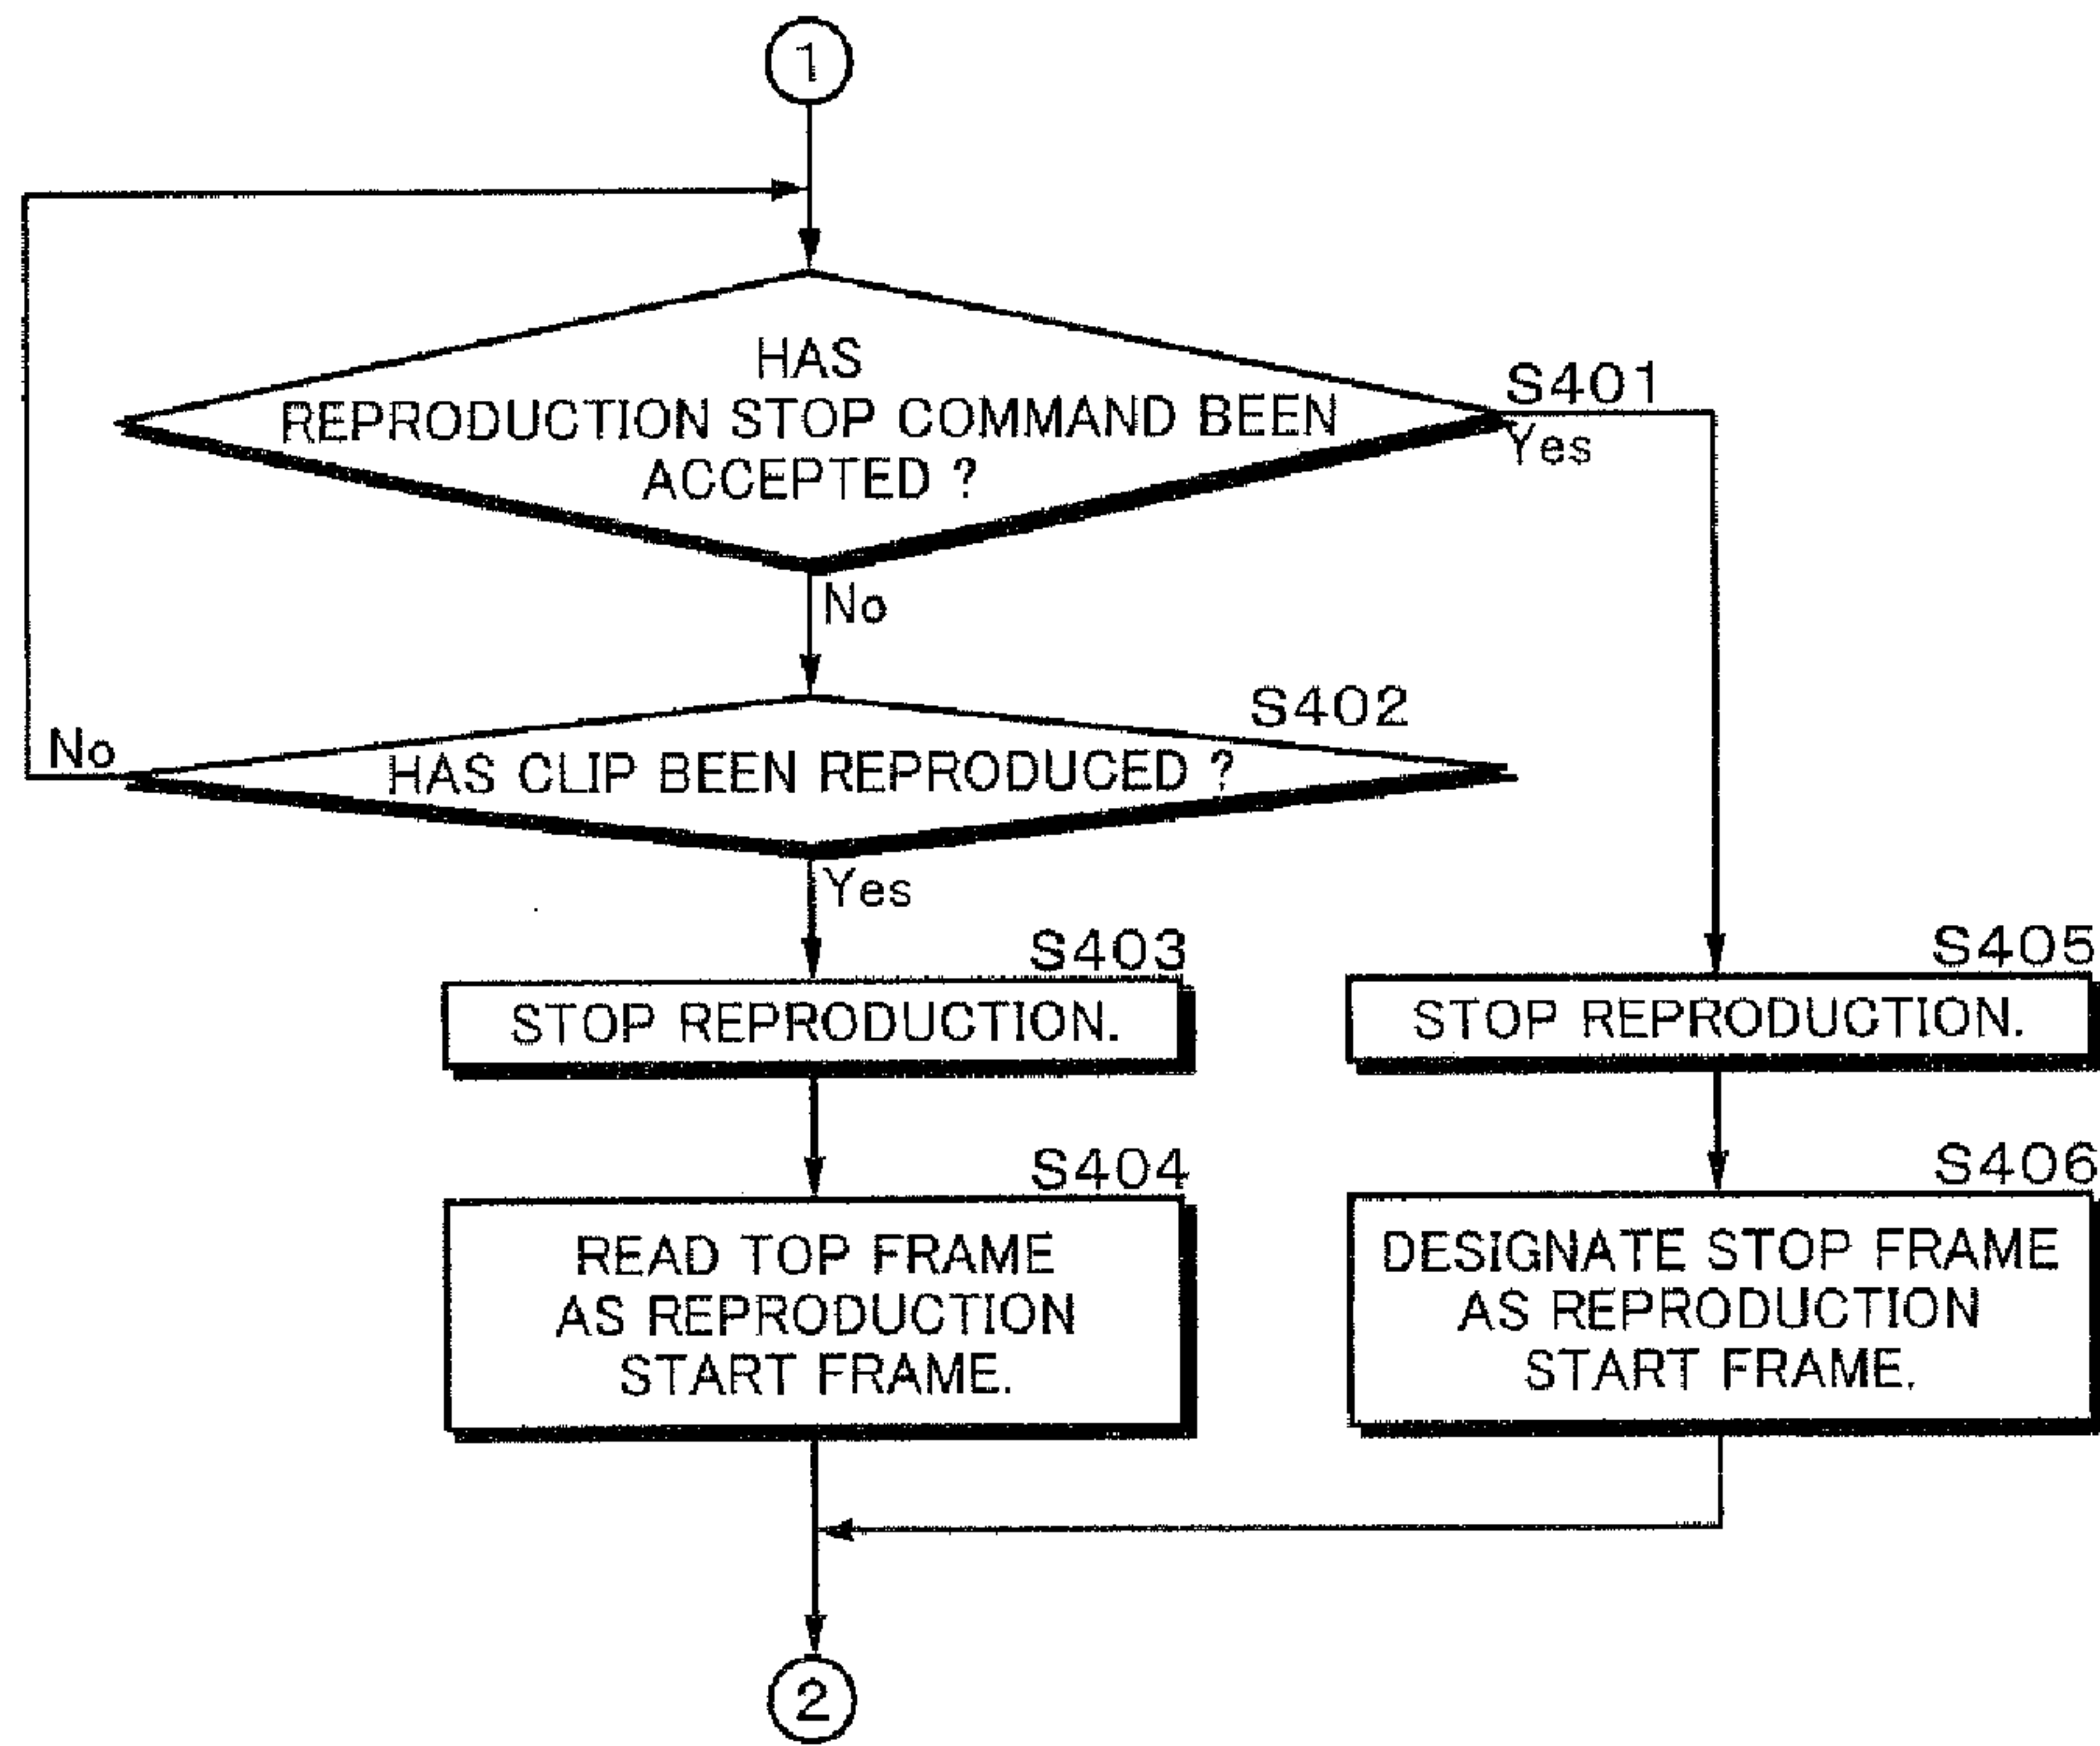 1
HAS
REPRODUCTION STOP COMMAND BEEN
ACCEPTED ?
S401
Yes
No
S402
No
HAS CLIP BEEN REPRODUCED ?
Yes
S403
STOP REPRODUCTION.
S405
STOP REPRODUCTION.
S404
READ TOP FRAME
AS REPRODUCTION
START FRAME.
S406
DESIGNATE STOP FRAME
AS REPRODUCTION
START FRAME.
2